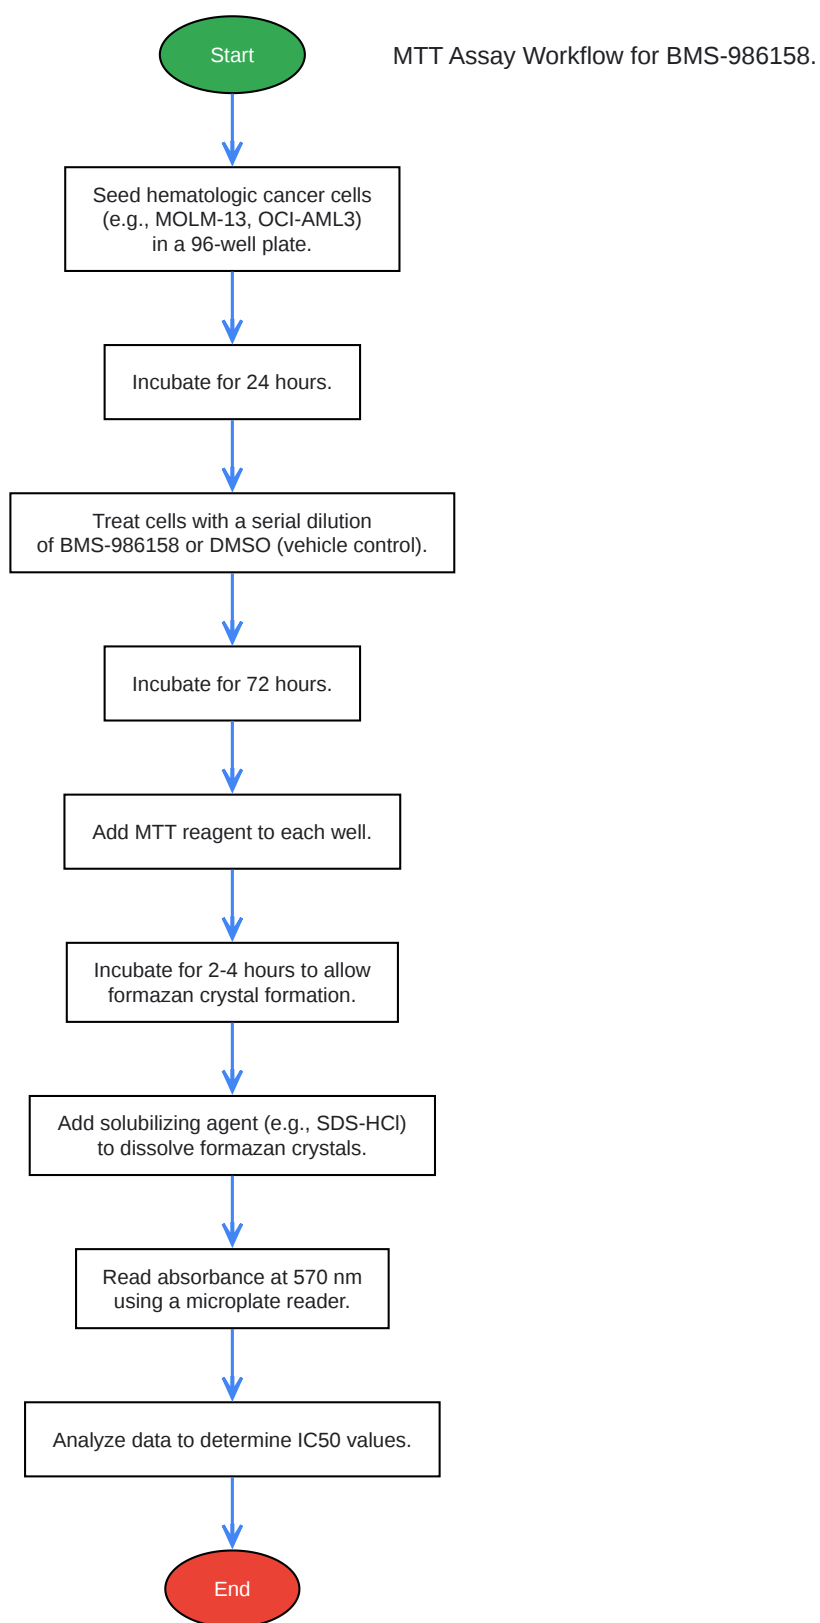 Start
MTT Assay Workflow for BMS-986158.
Seed hematologic cancer cells
(e.g., MOLM-13, OCI-AML3)
in a 96-well plate.
Incubate for 24 hours.
Treat cells with a serial dilution
of BMS-986158 or DMSO (vehicle control).
Incubate for 72 hours.
Add MTT reagent to each well.
Incubate for 2-4 hours to allow
formazan crystal formation.
Add solubilizing agent (e.g., SDS-HCl)
to dissolve formazan crystals.
Read absorbance at 570 nm
using a microplate reader.
Analyze data to determine IC50 values.
End